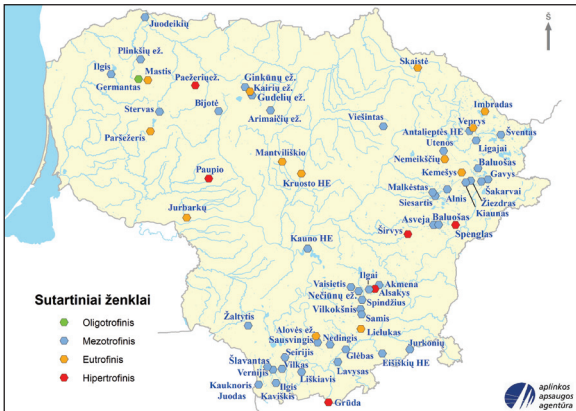 Juodeikių
Š
Plinkšių ež.
Skaistė
Ilgis
Mastis
Germantas
Paežerių ež.
Ginkūnų ež.
Kairių ež.
Gudelių ež.
Imbradas
Stervas
Bijotė
Arimaičių ež.
Viešintas
Veprys
Antalieptės HE
Šventas
Paršežeris
Utenos
Ligajai
Mantviliškio
Nemeikščių
Baluošas
Kemešys
Gavys
Paupio
Kruosto HE
Malkėstas
Šakarvai
Alnis
Žiezdras
Siesartis
Kiaunas
Jurbarkų
Asveja
Baluošas
Širvys
Spenglas
Kauno HE
Ilgai
Vaisietis
Akmena
Nečiūnų ež.
Alsakys
Spindžius
Sutartiniai ženklai
Vilkokšnis
Oligotrofinis
Žaltytis
Samis
Mezotrofinis
Alovės ež.
Lielukas
Eutrofinis
Sausvingis
Nedingis
Jurkonių
Hipertrofinis
Šlavantas
Seirijis
Glėbas
Eišiškių HE
Vernijis
Vilkas
Lavysas
Kauknoris
Ilgis
Liškiavis
Juodas
Kaviškis
Grūda
aplinkos
apsaugos
agentūra